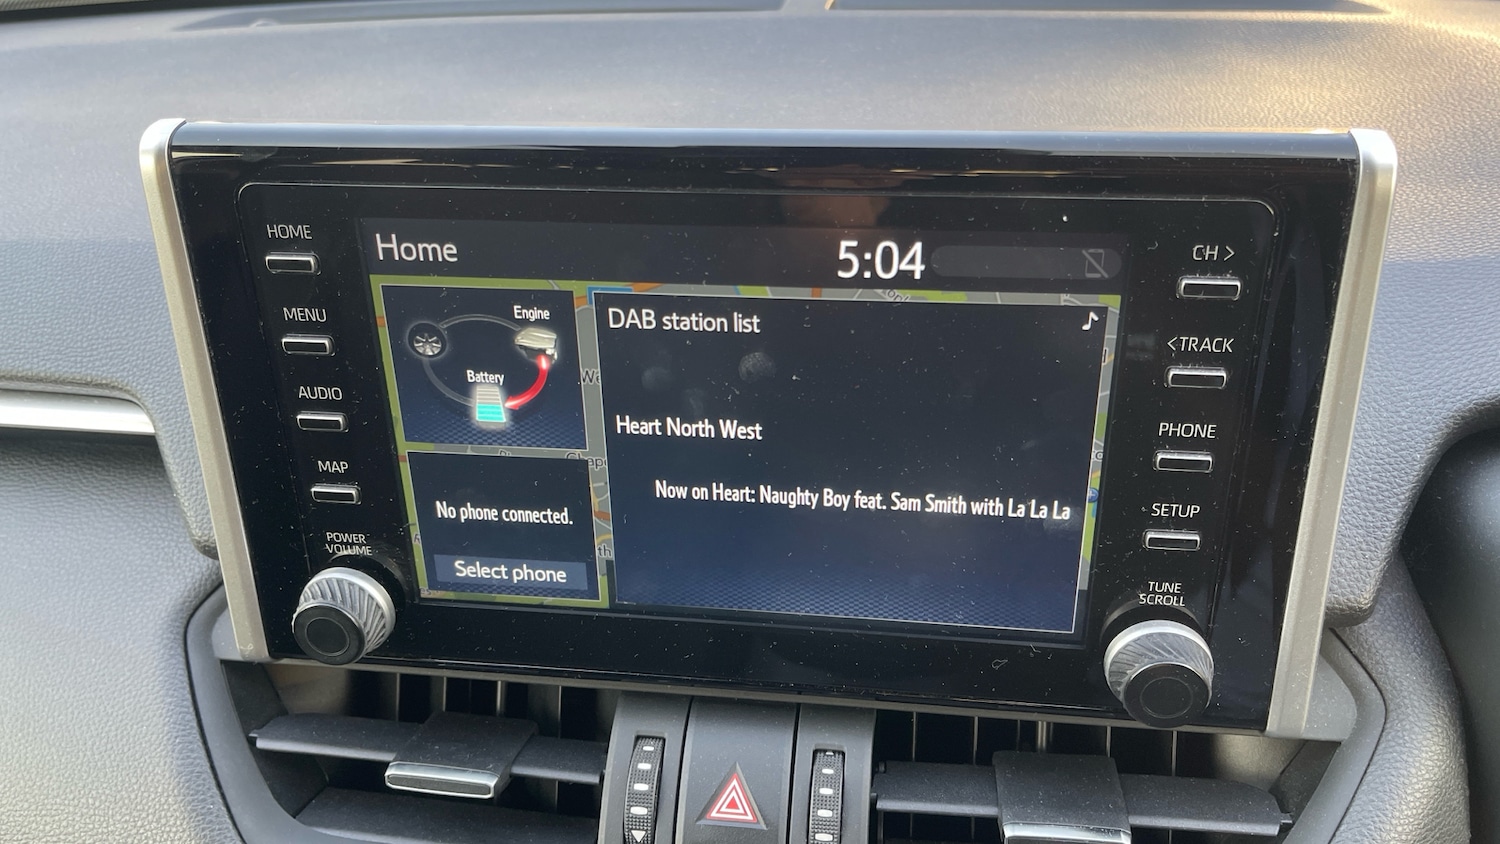 HOME
MENU
AUDIO
MAP
POWER
VOLUME
Home
5:04
Engine
Battery
No phone connected.
Select phone
DAB station list
Heart North West
Now on Heart: Naughty Boy feat. Sam Smith with La La La
CH >
<TRACK
PHONE
SETUP
TUNE
SCROLL